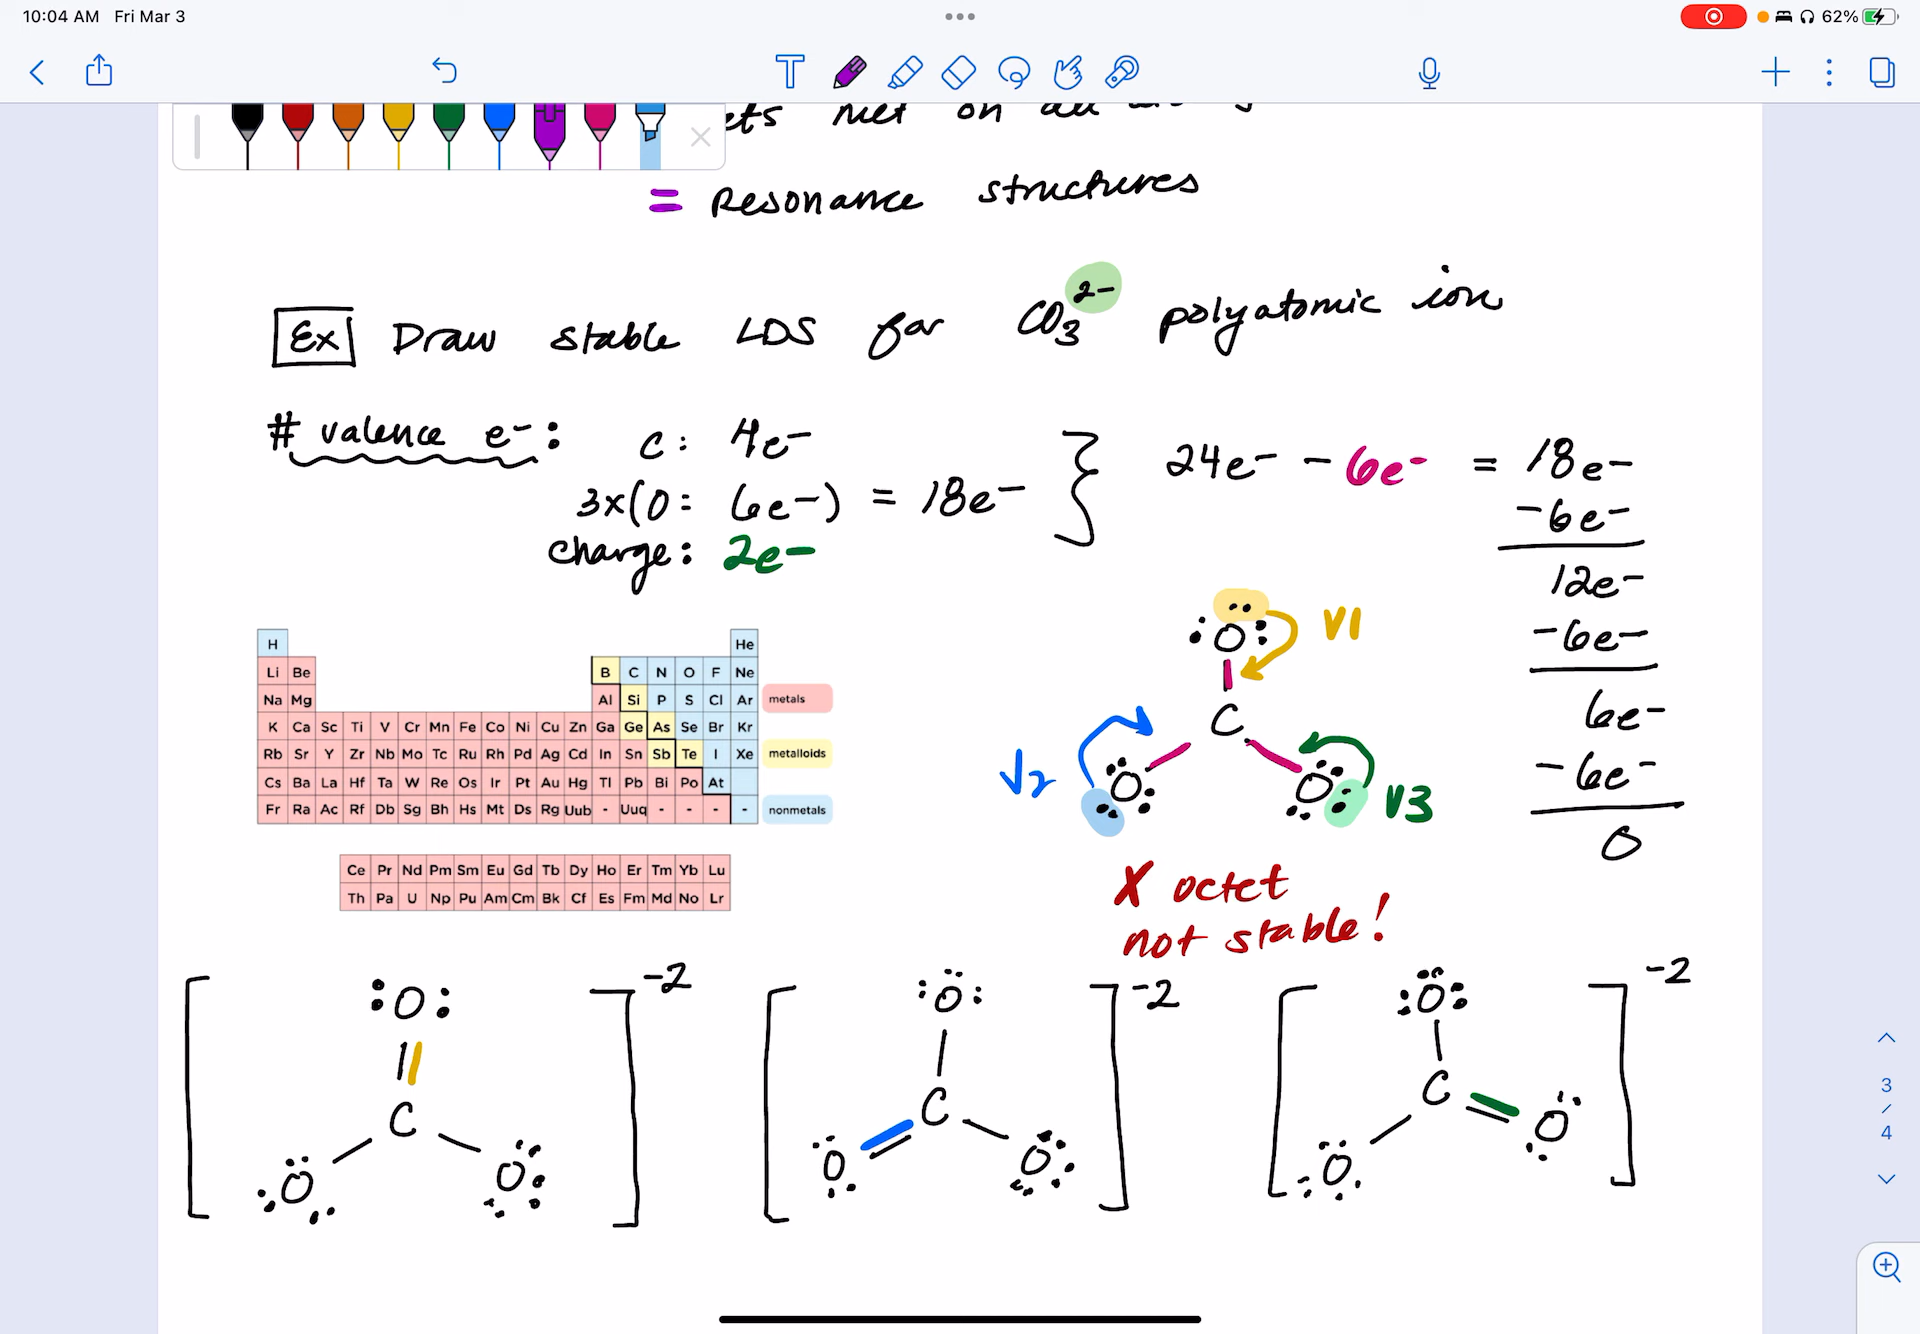 10:04 AM Fri Mar 3
62%
T
met on all
= Resonance structures
Ex Draw stable LDS for CO3 2- polyatomic ion
# valence e-: C: 4e-
3x(O: 6e-) = 18e-
charge: 2e-
24e- - 6e- = 18e-
-6e-
12e-
-6e-
6e-
-6e-
0
H He
Li Be B C N O F Ne
Na Mg Al Si P S Cl Ar metals
K Ca Sc Ti V Cr Mn Fe Co Ni Cu Zn Ga Ge As Se Br Kr
Rb Sr Y Zr Nb Mo Tc Ru Rh Pd Ag Cd In Sn Sb Te I Xe metalloids
Cs Ba La Hf Ta W Re Os Ir Pt Au Hg Tl Pb Bi Po At
Fr Ra Ac Rf Db Sg Bh Hs Mt Ds Rg Uub - Uuq - - - - nonmetals
Ce Pr Nd Pm Sm Eu Gd Tb Dy Ho Er Tm Yb Lu
Th Pa U Np Pu Am Cm Bk Cf Es Fm Md No Lr
:O: V1
C
V2 O O V3
X octet
not stable!
[ :O: ]-2
C
O O
[ :O: ]-2
C
O O
[ :O: ]-2
C
O O
3
/
4